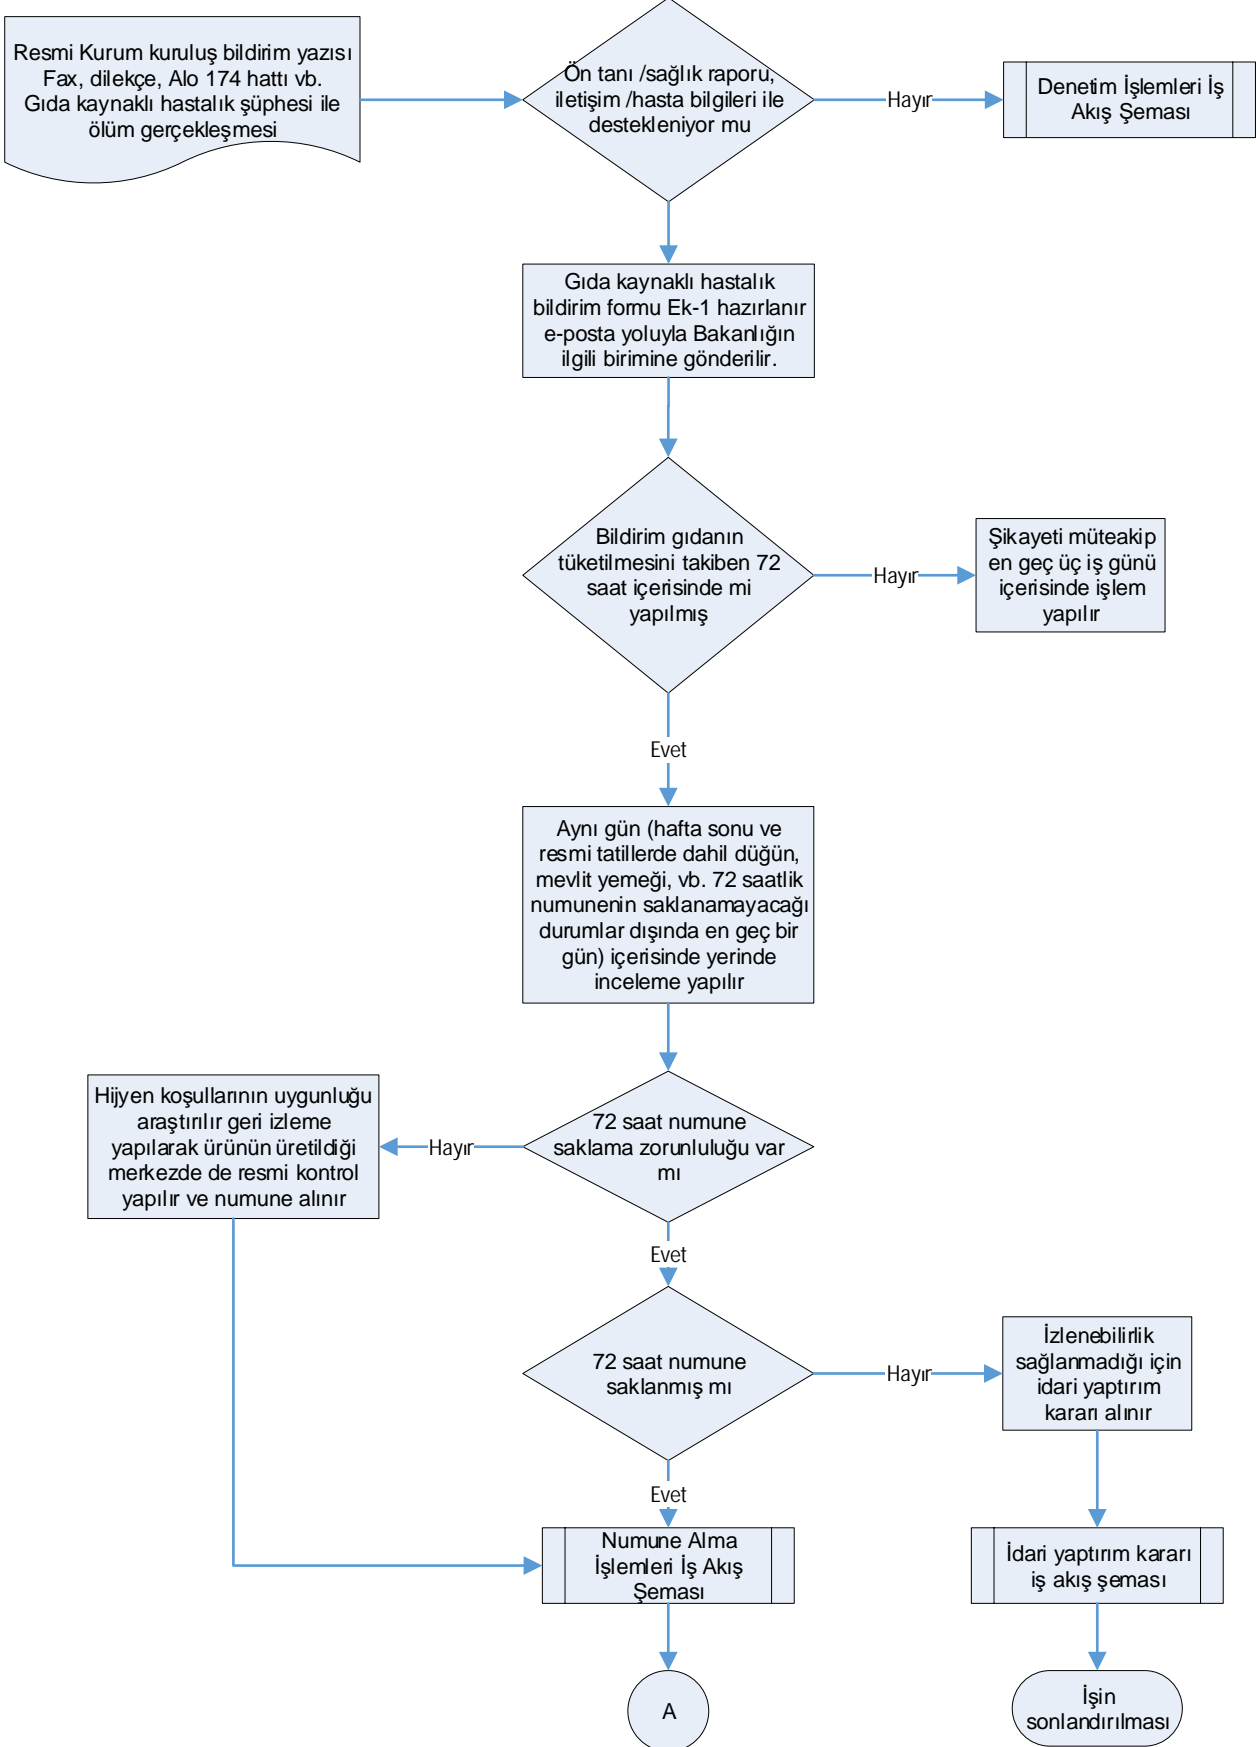 Resmi Kurum kuruluş bildirim yazısı
Fax, dilekçe, Alo 174 hattı vb.
Gıda kaynaklı hastalık şüphesi ile
ölüm gerçekleşmesi
Ön tanı /sağlık raporu,
iletişim /hasta bilgileri ile
destekleniyor mu
Hayır
Denetim İşlemleri İş
Akış Şeması
Gıda kaynaklı hastalık
bildirim formu Ek-1 hazırlanır
e-posta yoluyla Bakanlığın
ilgili birimine gönderilir.
Bildirim gıdanın
tüketilmesini takiben 72
saat içerisinde mi
yapılmış
Hayır
Şikayeti müteakip
en geç üç iş günü
içerisinde işlem
yapılır
Evet
Aynı gün (hafta sonu ve
resmi tatillerde dahil düğün,
mevlit yemeği, vb. 72 saatlik
numunenin saklanamayacağı
durumlar dışında en geç bir
gün) içerisinde yerinde
inceleme yapılır
72 saat numune
saklama zorunluluğu var
mı
Hayır
Hijyen koşullarının uygunluğu
araştırılır geri izleme
yapılarak ürünün üretildiği
merkezde de resmi kontrol
yapılır ve numune alınır
Evet
72 saat numune
saklanmış mı
Hayır
İzlenebilirlik
sağlanmadığı için
idari yaptırım
kararı alınır
Evet
Numune Alma
İşlemleri İş Akış
Şeması
İdari yaptırım kararı
iş akış şeması
A
İşin
sonlandırılması